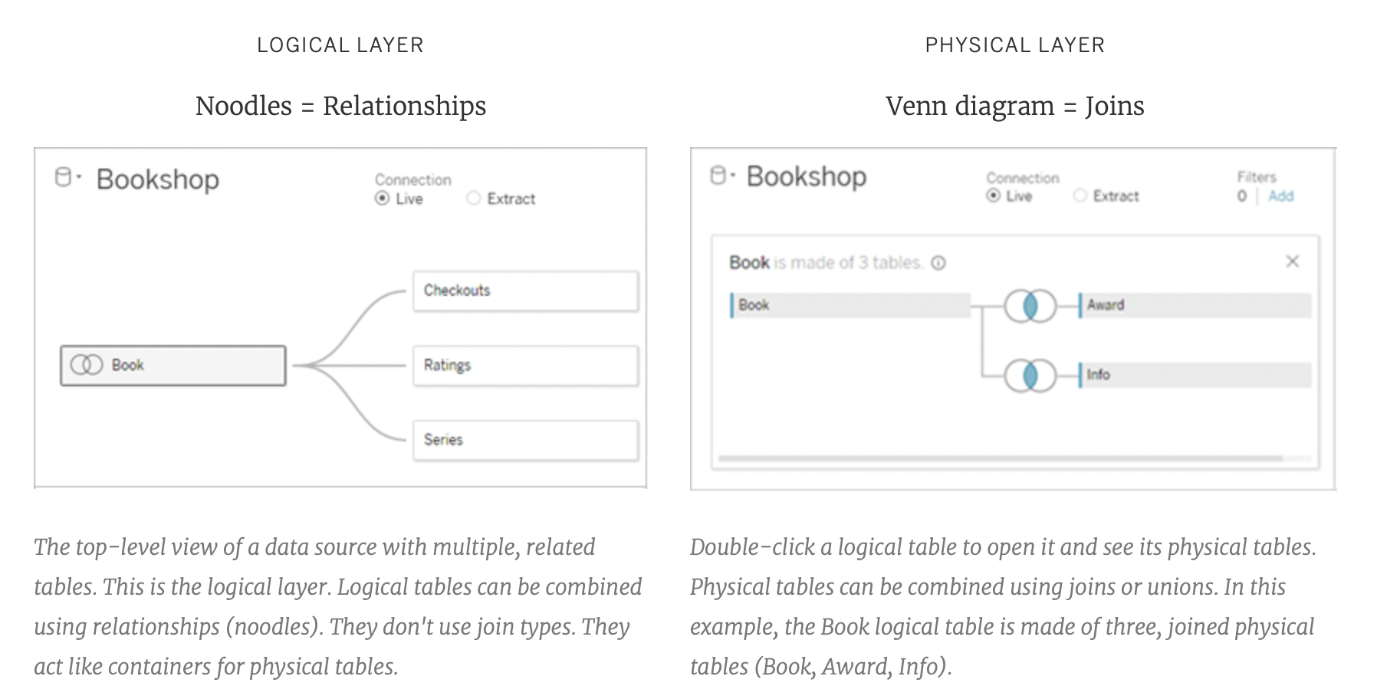 LOGICAL LAYER
Noodles = Relationships
Bookshop
Connection
Live Extract
Checkouts
Book
Ratings
Series
The top-level view of a data source with multiple, related
tables. This is the logical layer. Logical tables can be combined
using relationships (noodles). They don't use join types. They
act like containers for physical tables.
PHYSICAL LAYER
Venn diagram = Joins
Bookshop
Connection
Live Extract
Filters
0 | Add
Book is made of 3 tables.
Book
Award
Info
Double-click a logical table to open it and see its physical tables.
Physical tables can be combined using joins or unions. In this
example, the Book logical table is made of three, joined physical
tables (Book, Award, Info).